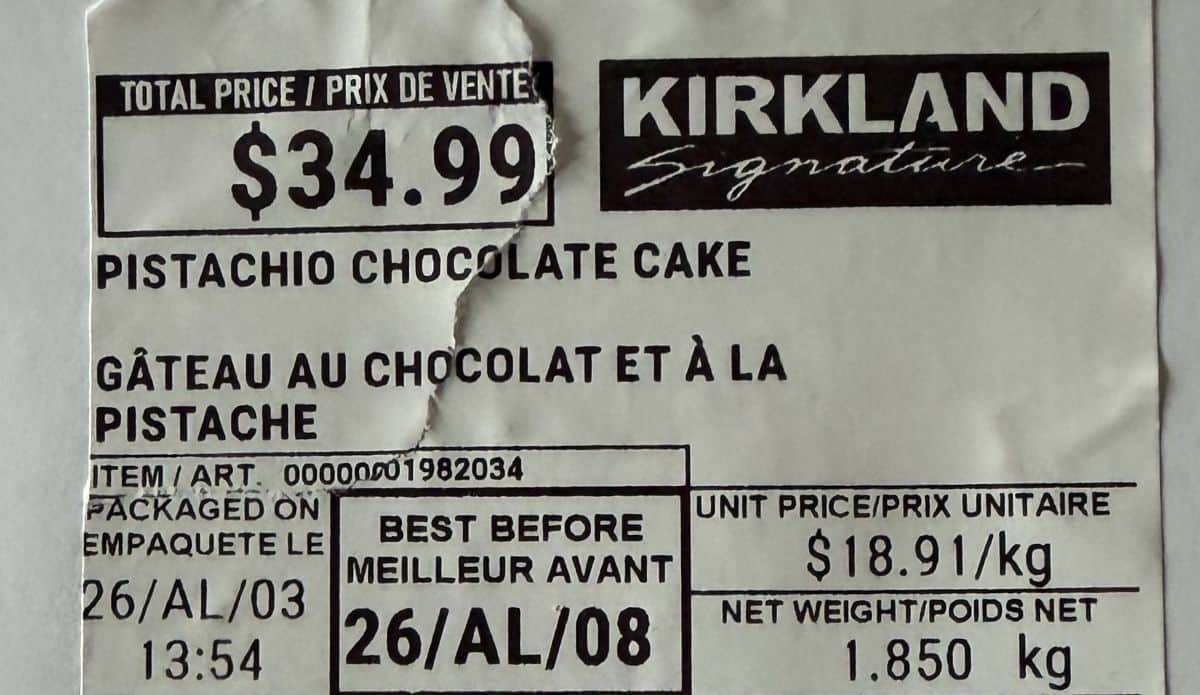 TOTAL PRICE / PRIX DE VENTE
$34.99
KIRKLAND
Signature
PISTACHIO CHOCOLATE CAKE
GÂTEAU AU CHOCOLAT ET À LA
PISTACHE
ITEM / ART. 00000001982034
PACKAGED ON
EMPAQUETE LE
26/AL/03
13:54
BEST BEFORE
MEILLEUR AVANT
26/AL/08
UNIT PRICE/PRIX UNITAIRE
$18.91/kg
NET WEIGHT/POIDS NET
1.850 kg